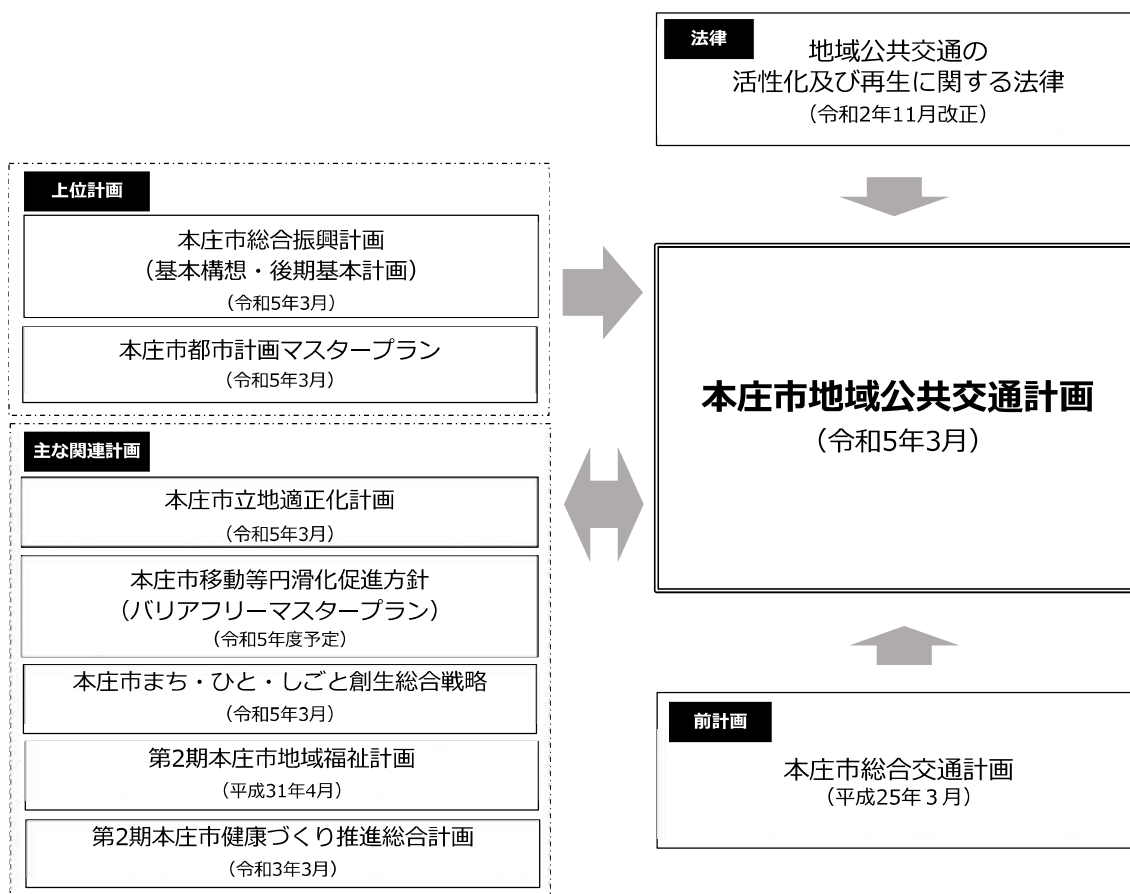 法律
地域公共交通の
活性化及び再生に関する法律
（令和2年11月改正）
上位計画
本庄市総合振興計画
（基本構想・後期基本計画）
（令和5年3月）
本庄市都市計画マスタープラン
（令和5年3月）
主な関連計画
本庄市立地適正化計画
（令和5年3月）
本庄市移動等円滑化促進方針
（バリアフリーマスタープラン）
（令和5年度予定）
本庄市まち・ひと・しごと創生総合戦略
（令和5年3月）
第2期本庄市地域福祉計画
（平成31年4月）
第2期本庄市健康づくり推進総合計画
（令和3年3月）
本庄市地域公共交通計画
（令和5年3月）
前計画
本庄市総合交通計画
（平成25年３月）